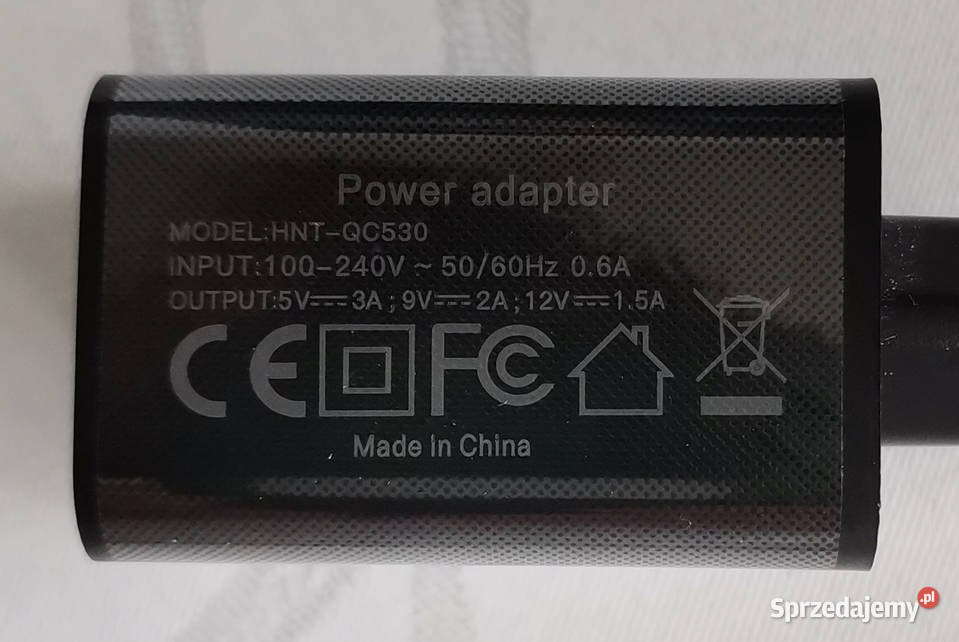 Power adapter
MODEL:HNT-QC530
INPUT:100-240V ~ 50/60Hz 0.6A
OUTPUT:5V⎓3A ; 9V⎓2A ; 12V⎓1.5A
CE FC
Made In China
Sprzedajemy.pl